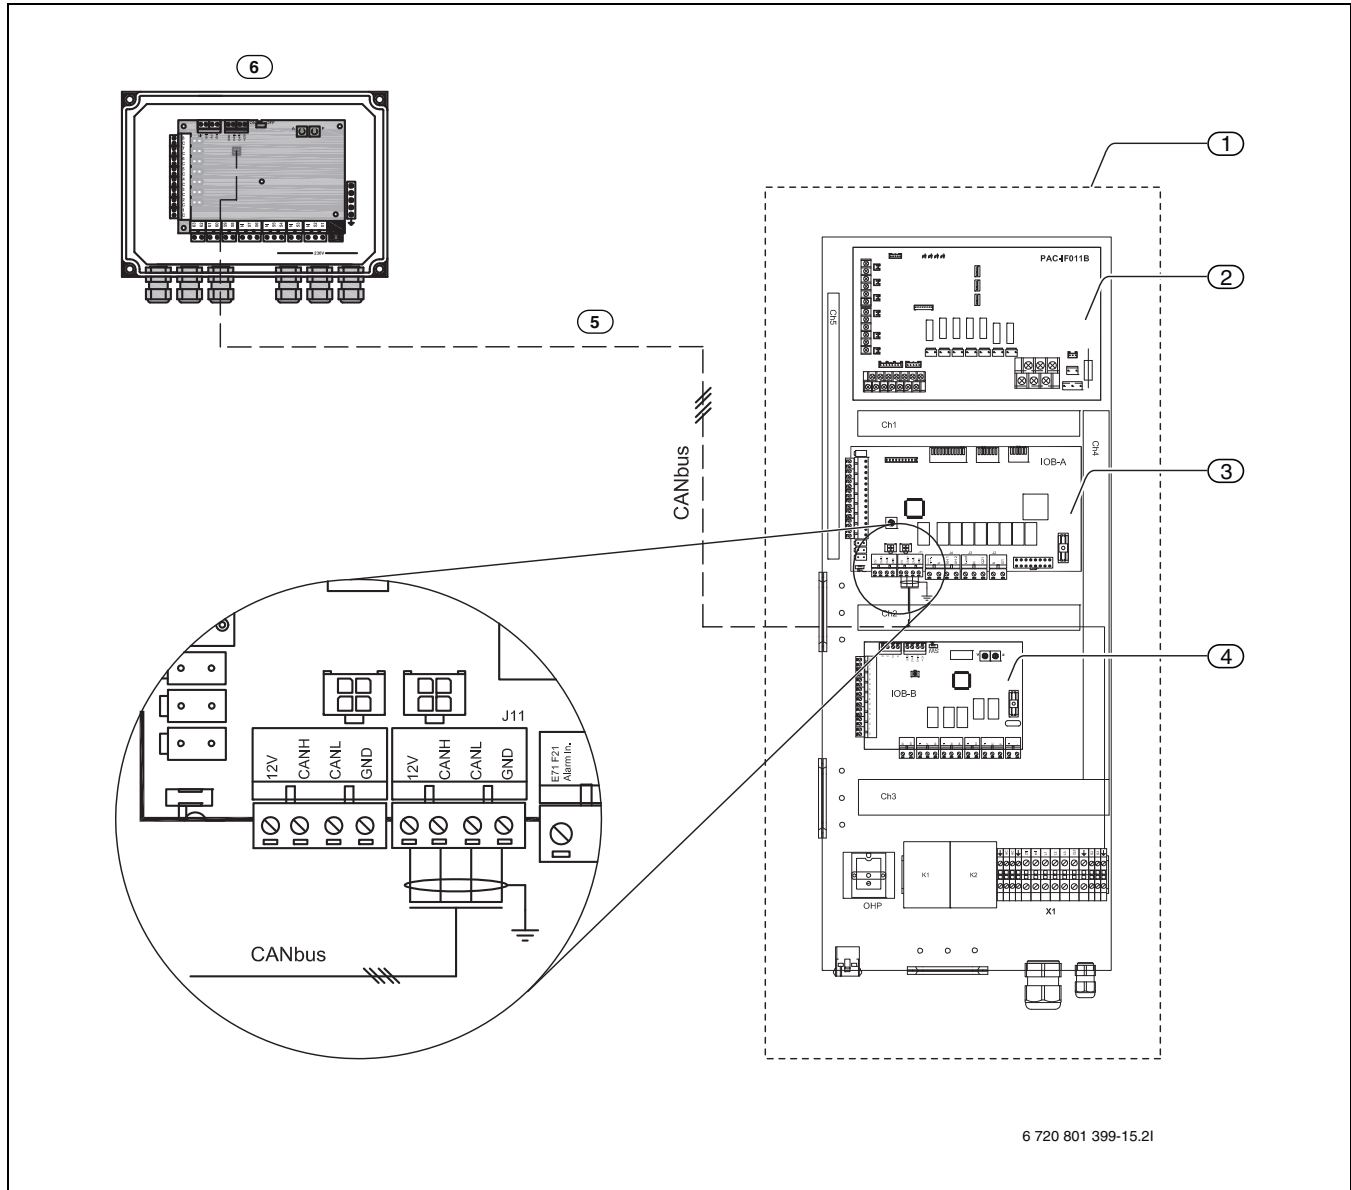 6
1
PAC-IF011B
2
230V
5
Ch5
Ch1
Ch4
IOB-A
3
CANbus
Ch2
4
IOB-B
J11
12V
CANH
CANL
GND
12V
CANH
CANL
GND
E71 F21
Alarm In.
Ch3
K1
K2
OHP
X1
CANbus
6 720 801 399-15.2I